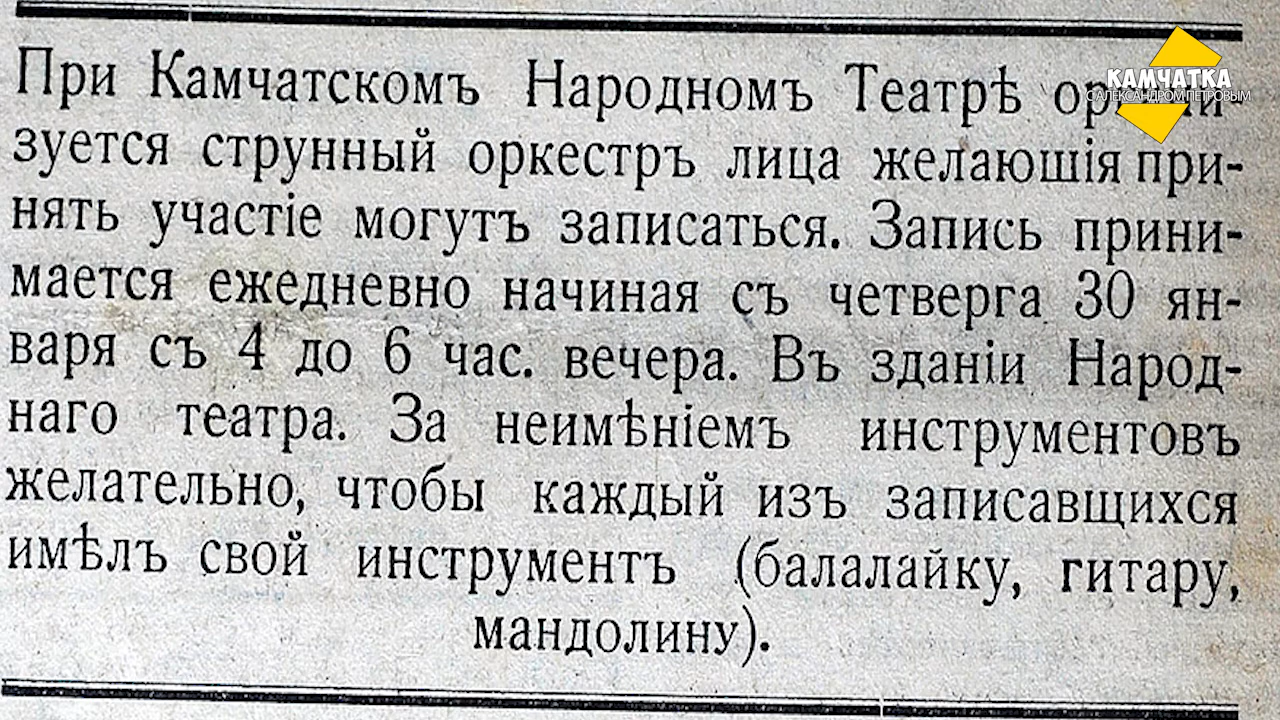 При Камчатскомъ Народномъ Театрѣ
КАМЧАТКА
С АЛЕКСАНДРОМ ПЕТРОВЫМ
зуется струнный оркестръ лица желаюшія при-
нять участіе могутъ записаться. Запись прини-
мается ежедневно начиная съ четверга 30 ян-
варя съ 4 до 6 час. вечера. Въ зданіи Народ-
наго театра. За неимѣніемъ инструментовъ
желательно, чтобы каждый изъ записавщихся
имѣлъ свой инструментъ (балалайку, гитару,
мандолину).